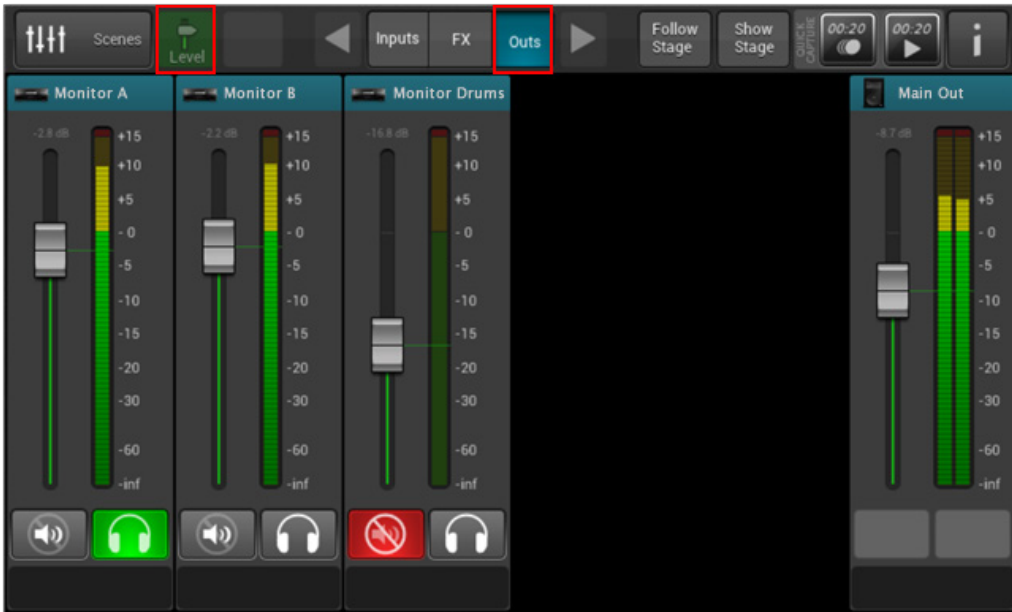 Scenes
Level
Inputs
FX
Outs
Follow
Stage
Show
Stage
QUICK
CAPTURE
00:20
00:20
i
Monitor A
Monitor B
Monitor Drums
Main Out
-2.8 dB
+15
+10
+5
- 0
-5
-10
-15
-20
-30
-60
-inf
-2.2 dB
+15
+10
+5
- 0
-5
-10
-15
-20
-30
-60
-inf
-16.8 dB
+15
+10
+5
- 0
-5
-10
-15
-20
-30
-60
-inf
-8.7 dB
+15
+10
+5
- 0
-5
-10
-15
-20
-30
-60
-inf